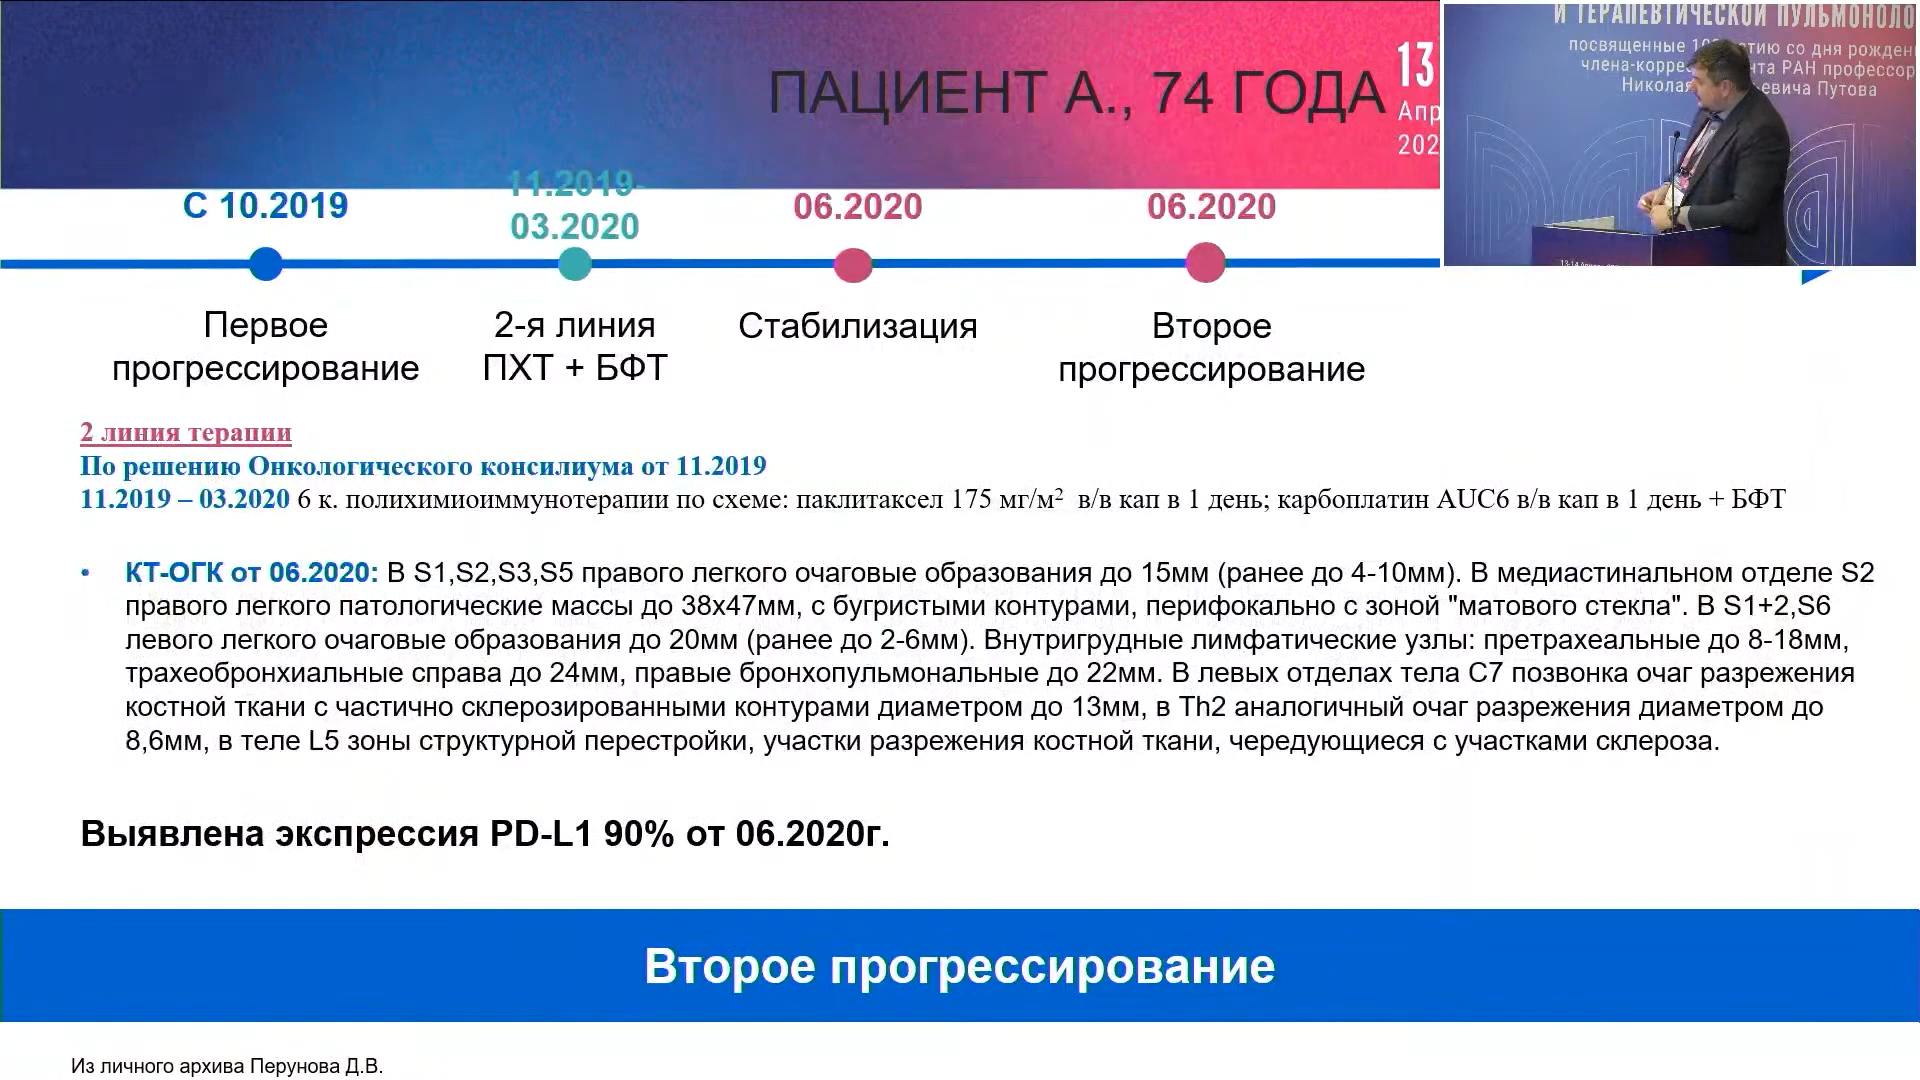 ПАЦИЕНТ А., 74 ГОДА
13
Апр
202
И ТЕРАПЕВТИЧЕСКОЙ ПУЛЬМОНОЛО
посвященные
со дня рожден
члена-корре
та РАН профессор
Никола
евича Путова
С 10.2019
11.2019-
03.2020
06.2020
06.2020
Первое
прогрессирование
2-я линия
ПХТ + БФТ
Стабилизация
Второе
прогрессирование
2 линия терапии
По решению Онкологического консилиума от 11.2019
11.2019 – 03.2020 6 к. полихимиоиммунотерапии по схеме: паклитаксел 175 мг/м² в/в кап в 1 день; карбоплатин AUC6 в/в кап в 1 день + БФТ
• КТ-ОГК от 06.2020: В S1,S2,S3,S5 правого легкого очаговые образования до 15мм (ранее до 4-10мм). В медиастинальном отделе S2
правого легкого патологические массы до 38х47мм, с бугристыми контурами, перифокально с зоной "матового стекла". В S1+2,S6
левого легкого очаговые образования до 20мм (ранее до 2-6мм). Внутригрудные лимфатические узлы: претрахеальные до 8-18мм,
трахеобронхиальные справа до 24мм, правые бронхопульмональные до 22мм. В левых отделах тела С7 позвонка очаг разрежения
костной ткани с частично склерозированными контурами диаметром до 13мм, в Th2 аналогичный очаг разрежения диаметром до
8,6мм, в теле L5 зоны структурной перестройки, участки разрежения костной ткани, чередующиеся с участками склероза.
Выявлена экспрессия PD-L1 90% от 06.2020г.
Второе прогрессирование
Из личного архива Перунова Д.В.